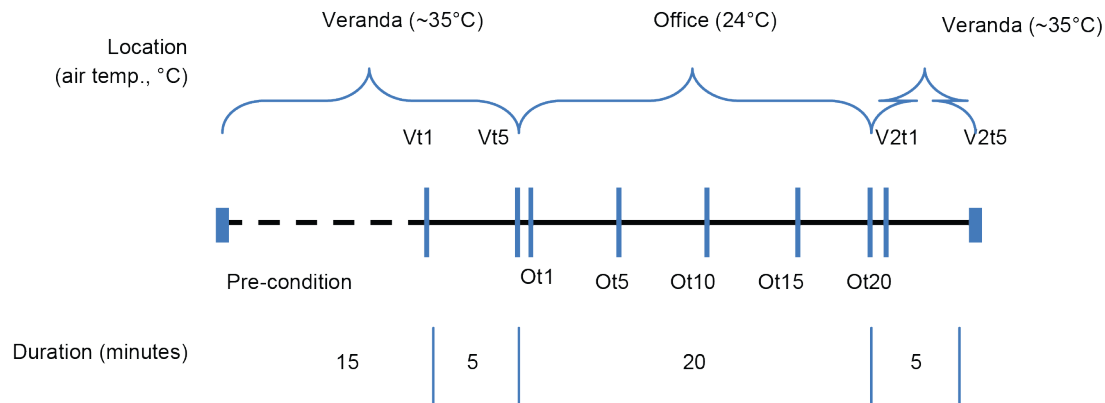 Veranda (~35°C)
Office (24°C)
Veranda (~35°C)
Location
(air temp., °C)
Vt1
Vt5
V2t1
V2t5
Pre-condition
Ot1
Ot5
Ot10
Ot15
Ot20
Duration (minutes)
15
5
20
5